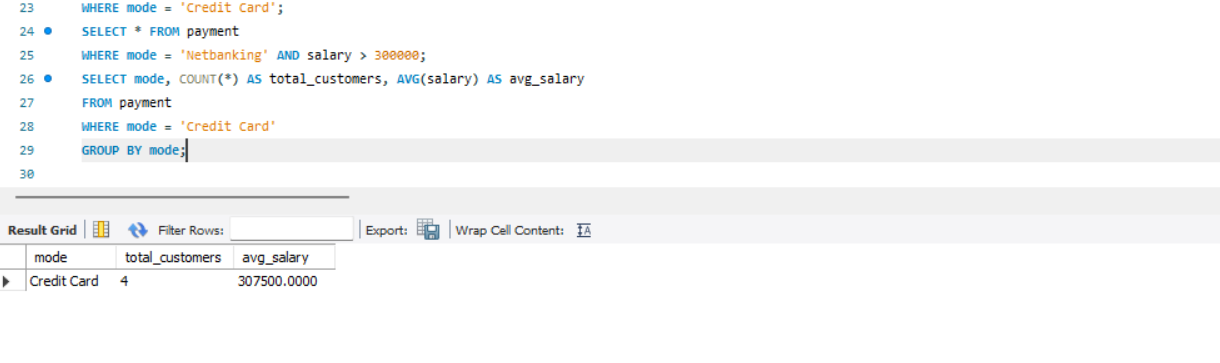 23 WHERE mode = 'Credit Card';
24 SELECT * FROM payment
25 WHERE mode = 'Netbanking' AND salary > 300000;
26 SELECT mode, COUNT(*) AS total_customers, AVG(salary) AS avg_salary
27 FROM payment
28 WHERE mode = 'Credit Card'
29 GROUP BY mode;
30
Result Grid Filter Rows: Export: Wrap Cell Content: IA
mode total_customers avg_salary
Credit Card 4 307500.0000